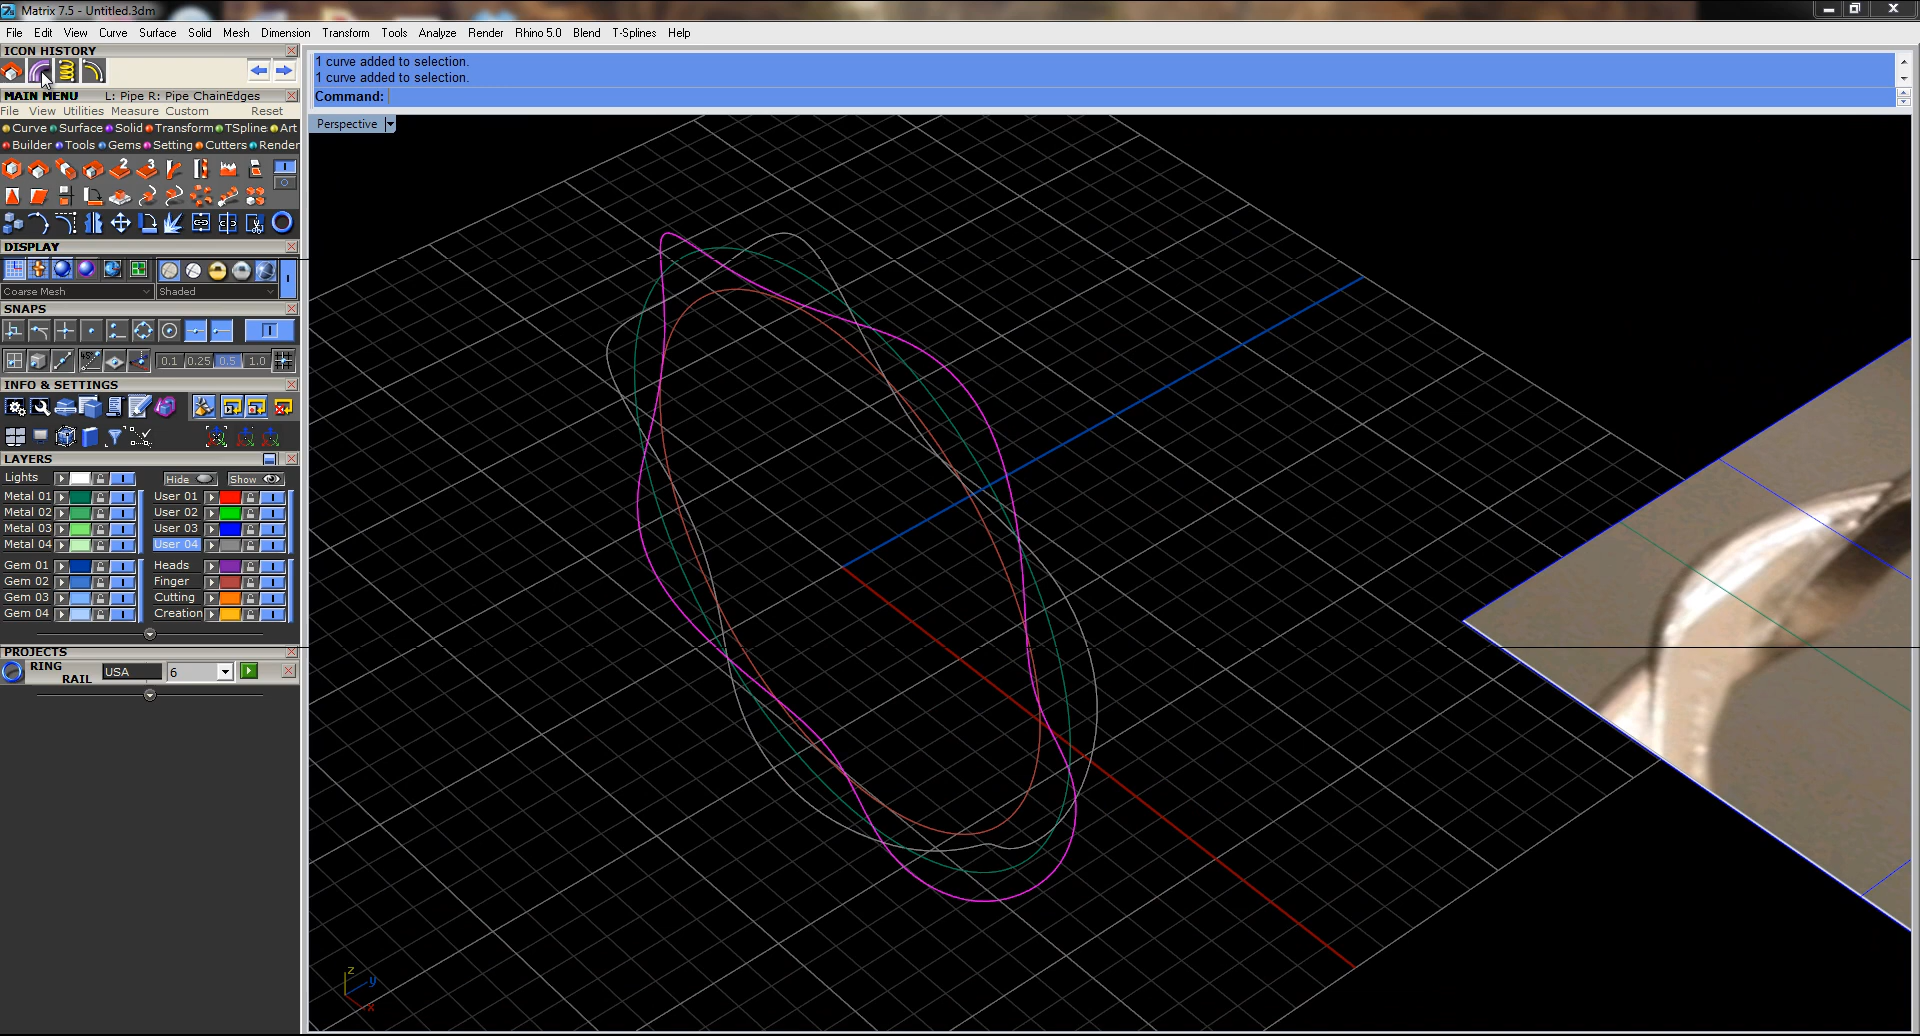 Matrix 7.5 - Untitled.3dm
File Edit View Curve Surface Solid Mesh Dimension Transform Tools Analyze Render Rhino 5.0 Blend T-Splines Help
ICON HISTORY
MAIN MENU L: Pipe R: Pipe ChainEdges
File View Utilities Measure Custom Reset
Curve Surface Solid Transform TSpline Art
Builder Tools Gems Setting Cutters Render
2 3
DISPLAY
Coarse Mesh Shaded
SNAPS
0.1 0.25 0.5 1.0
INFO & SETTINGS
LAYERS
Lights Hide Show
Metal 01 User 01
Metal 02 User 02
Metal 03 User 03
Metal 04 User 04
Gem 01 Heads
Gem 02 Finger
Gem 03 Cutting
Gem 04 Creation
PROJECTS
RING RAIL USA 6
1 curve added to selection.
1 curve added to selection.
Command:
Perspective
z
y
x